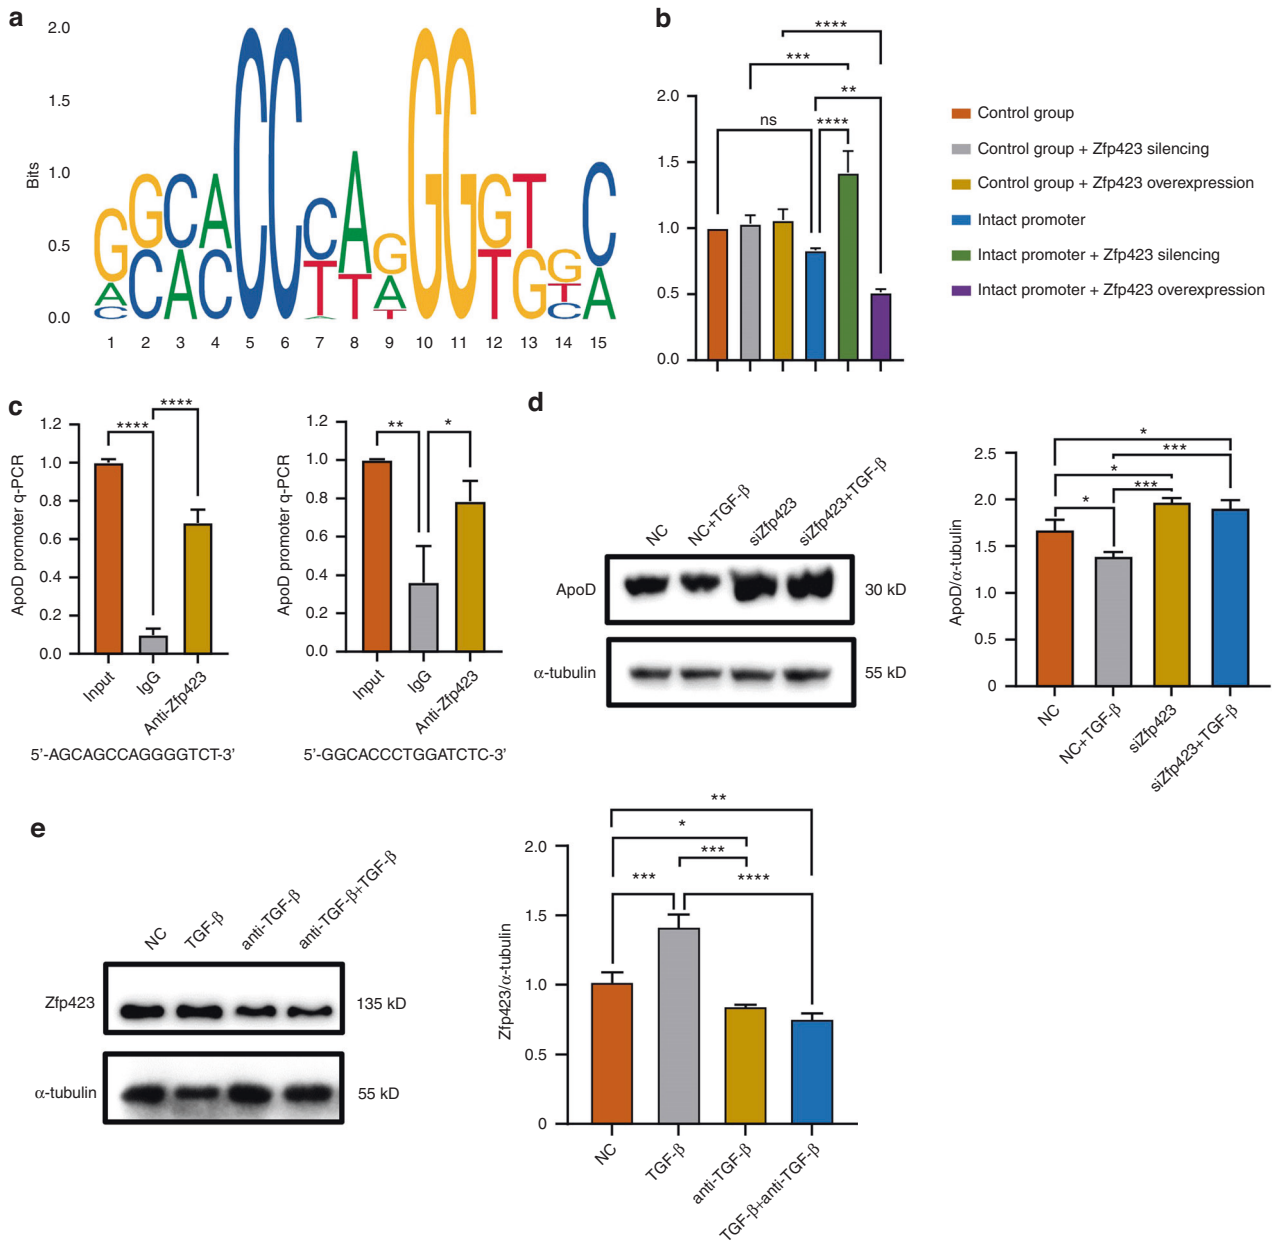 a
2.0
1.5
1.0
0.5
0.0
Bits
1 2 3 4 5 6 7 8 9 10 11 12 13 14 15
G A C
G C
C A
A C
C
C
C T A
A T
G A T
G
G
G T
T G
G T C
C A
b
2.0
1.5
1.0
0.5
0.0
ns
****
***
**
****
Control group
Control group + Zfp423 silencing
Control group + Zfp423 overexpression
Intact promoter
Intact promoter + Zfp423 silencing
Intact promoter + Zfp423 overexpression
c
ApoD promoter q-PCR
1.2
1.0
0.8
0.6
0.4
0.2
0.0
****
****
Input
IgG
Anti-Zfp423
5'-AGCAGCCAGGGGTCT-3'
ApoD promoter q-PCR
1.2
1.0
0.8
0.6
0.4
0.2
0.0
**
*
Input
IgG
Anti-Zfp423
5'-GGCACCCTGGATCTC-3'
d
NC
NC+TGF-β
siZfp423
siZfp423+TGF-β
ApoD
30 kD
α-tubulin
55 kD
ApoD/α-tubulin
2.5
2.0
1.5
1.0
0.5
0
*
***
*
***
*
NC
NC+TGF-β
siZfp423
siZfp423+TGF-β
e
NC
TGF-β
anti-TGF-β
anti-TGF-β+TGF-β
Zfp423
135 kD
α-tubulin
55 kD
Zfp423/α-tubulin
2.0
1.5
1.0
0.5
0
**
*
***
***
****
NC
TGF-β
anti-TGF-β
TGF-β+anti-TGF-β